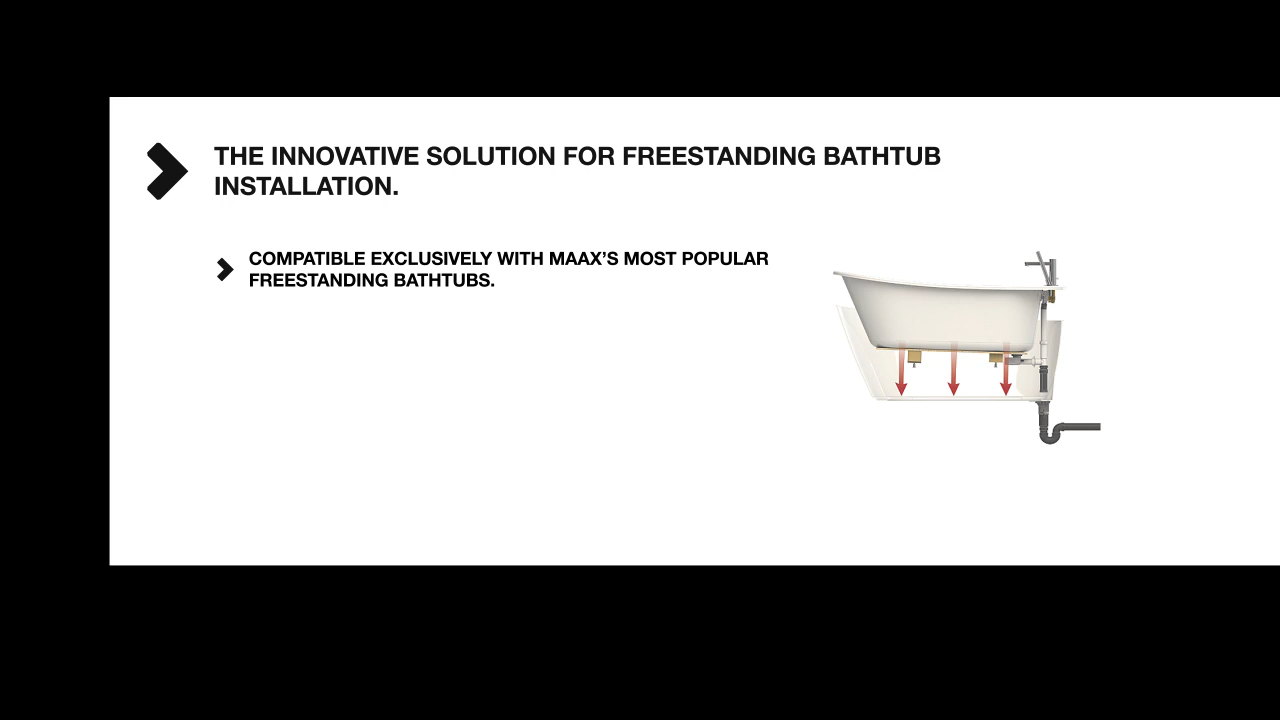 THE INNOVATIVE SOLUTION FOR FREESTANDING BATHTUB
INSTALLATION.
COMPATIBLE EXCLUSIVELY WITH MAAX’S MOST POPULAR
FREESTANDING BATHTUBS.